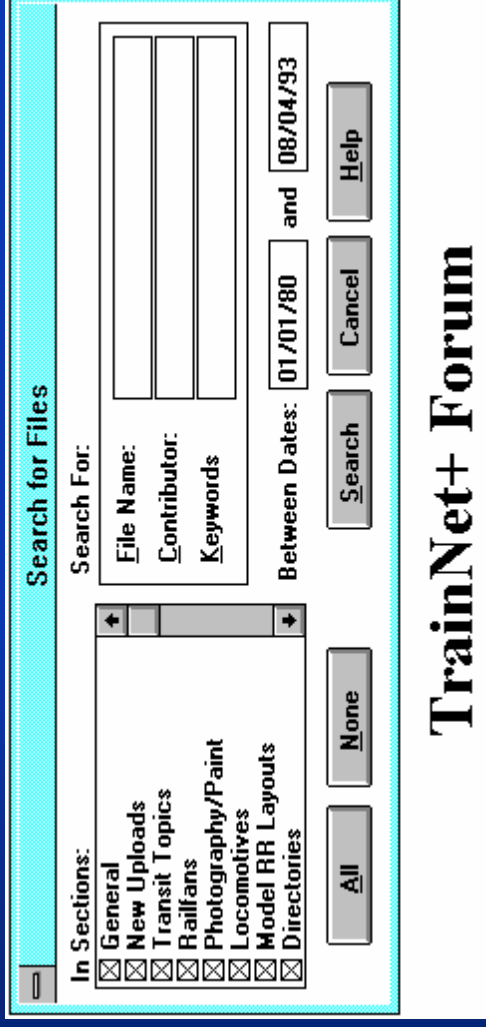 Search for Files
In Sections:
General
New Uploads
Transit Topics
Railfans
Photography/Paint
Locomotives
Model RR Layouts
Directories
All
None
Search For:
File Name:
Contributor:
Keywords
Between Dates: 01/01/80 and 08/04/93
Search
Cancel
Help
TrainNet+ Forum